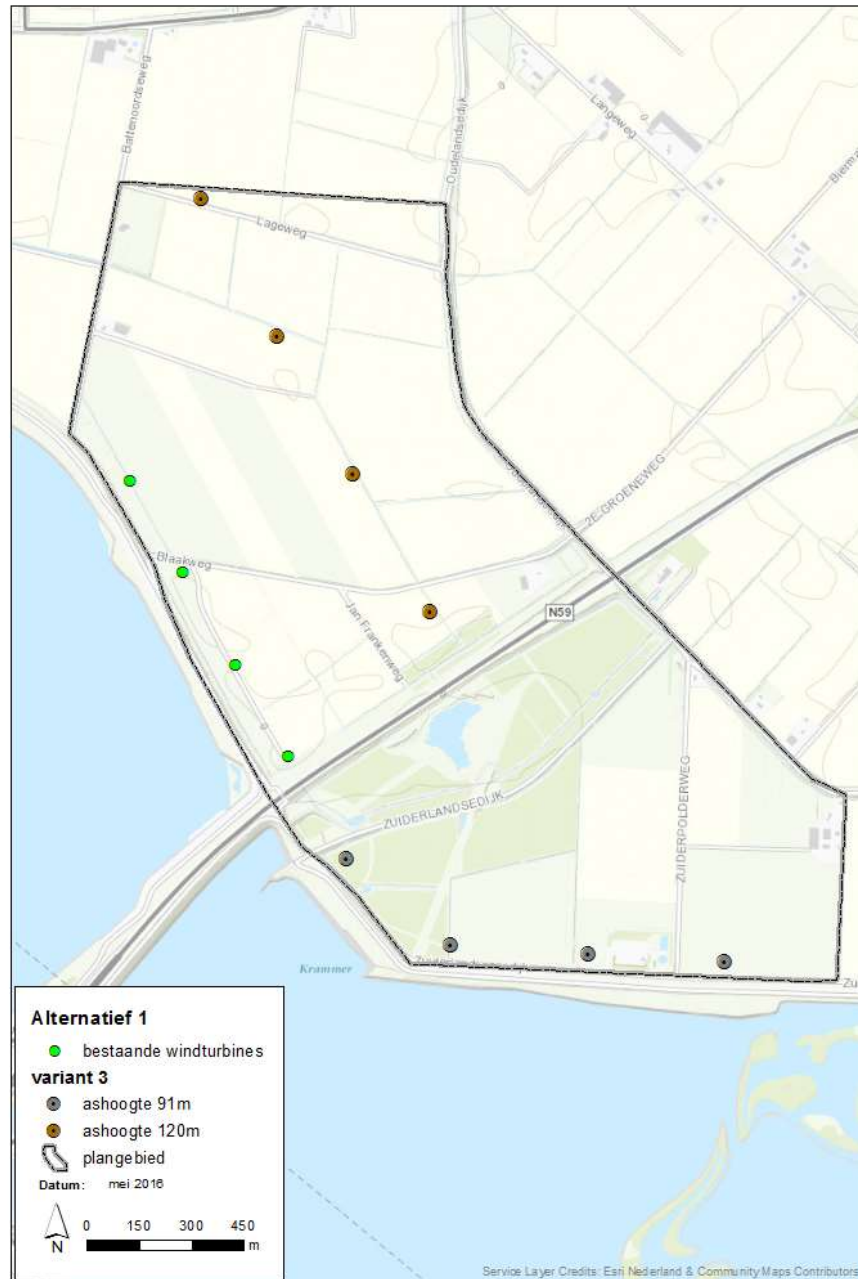 Battenoordseweg
Oudelandsedijk
Langeweg
Lageweg
2E GROENEWEG
Blaakweg
Jan Frankenweg
N59
ZUIDERLANDSEDIJK
ZUIDERPOLDERWEG
Krammer
Alternatief 1
bestaande windturbines
variant 3
ashoogte 91m
ashoogte 120m
plangebied
Datum: mei 2016
0 150 300 450
N m
Service Layer Credits: Esri Nederland & Community Maps Contributors